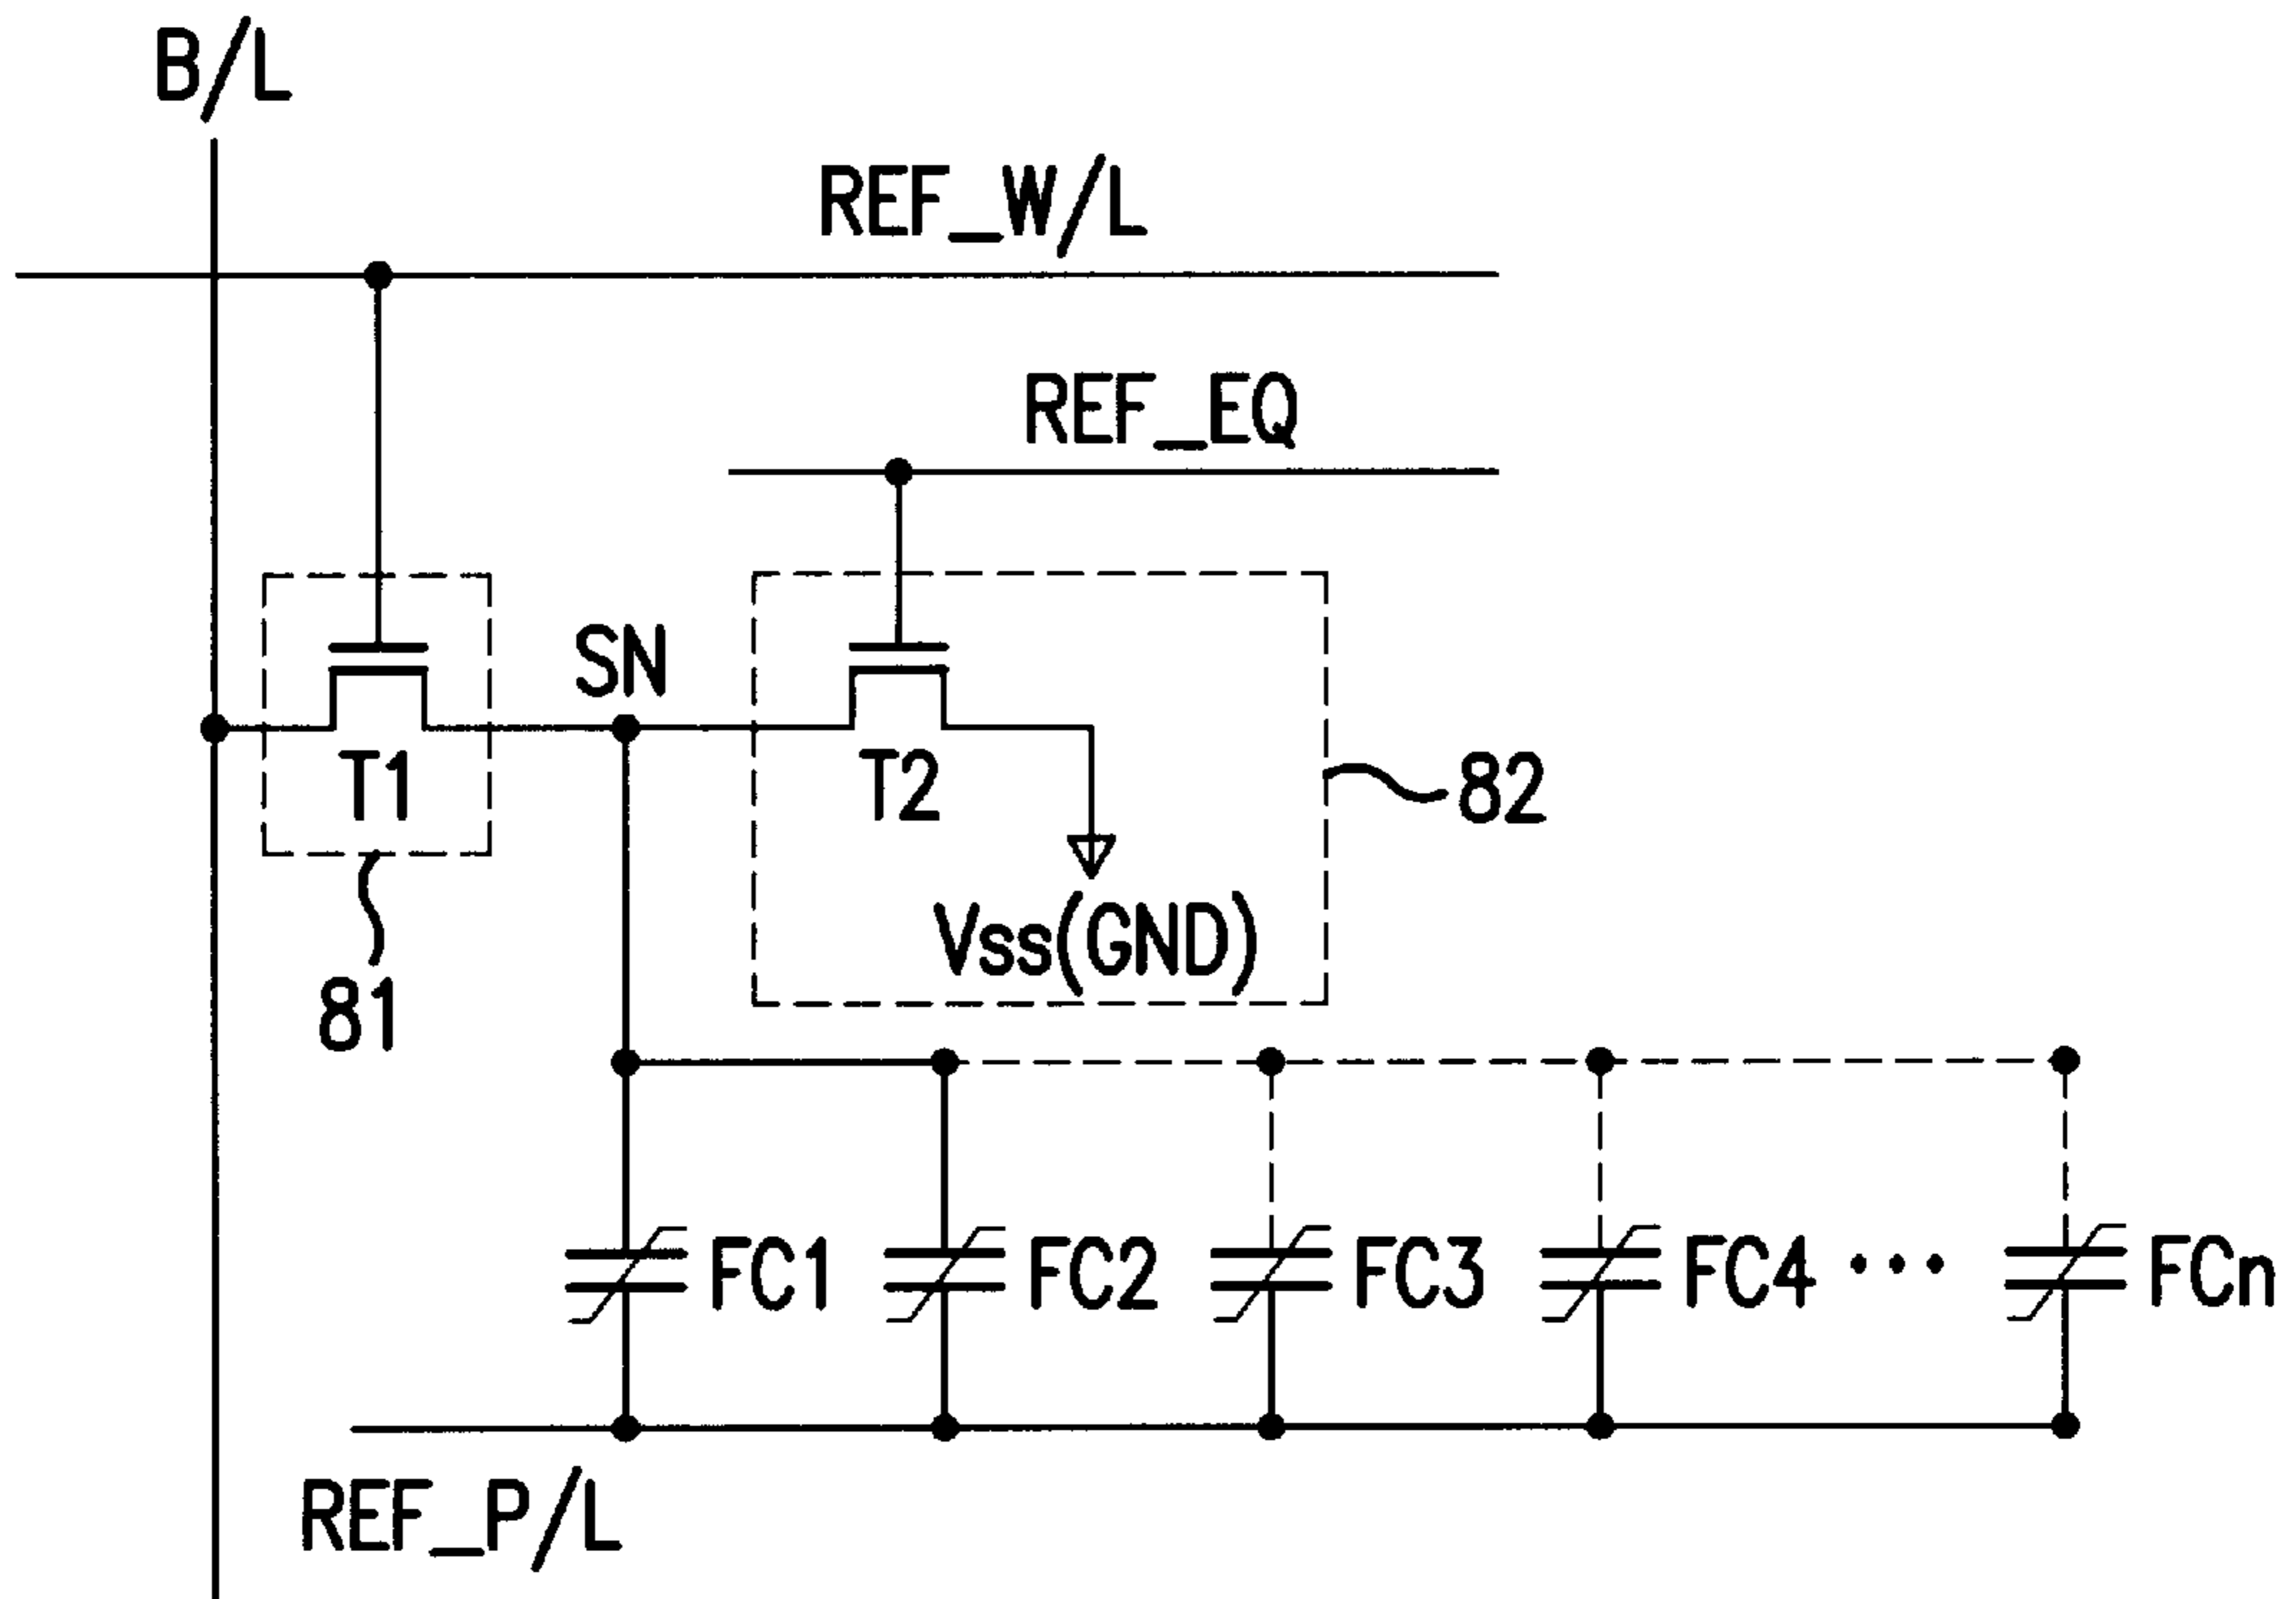 B/L
REF_W/L
REF_EQ
SN
T1
T2
82
Vss(GND)
81
FC1 FC2 FC3 FC4 ••• FCn
REF_P/L